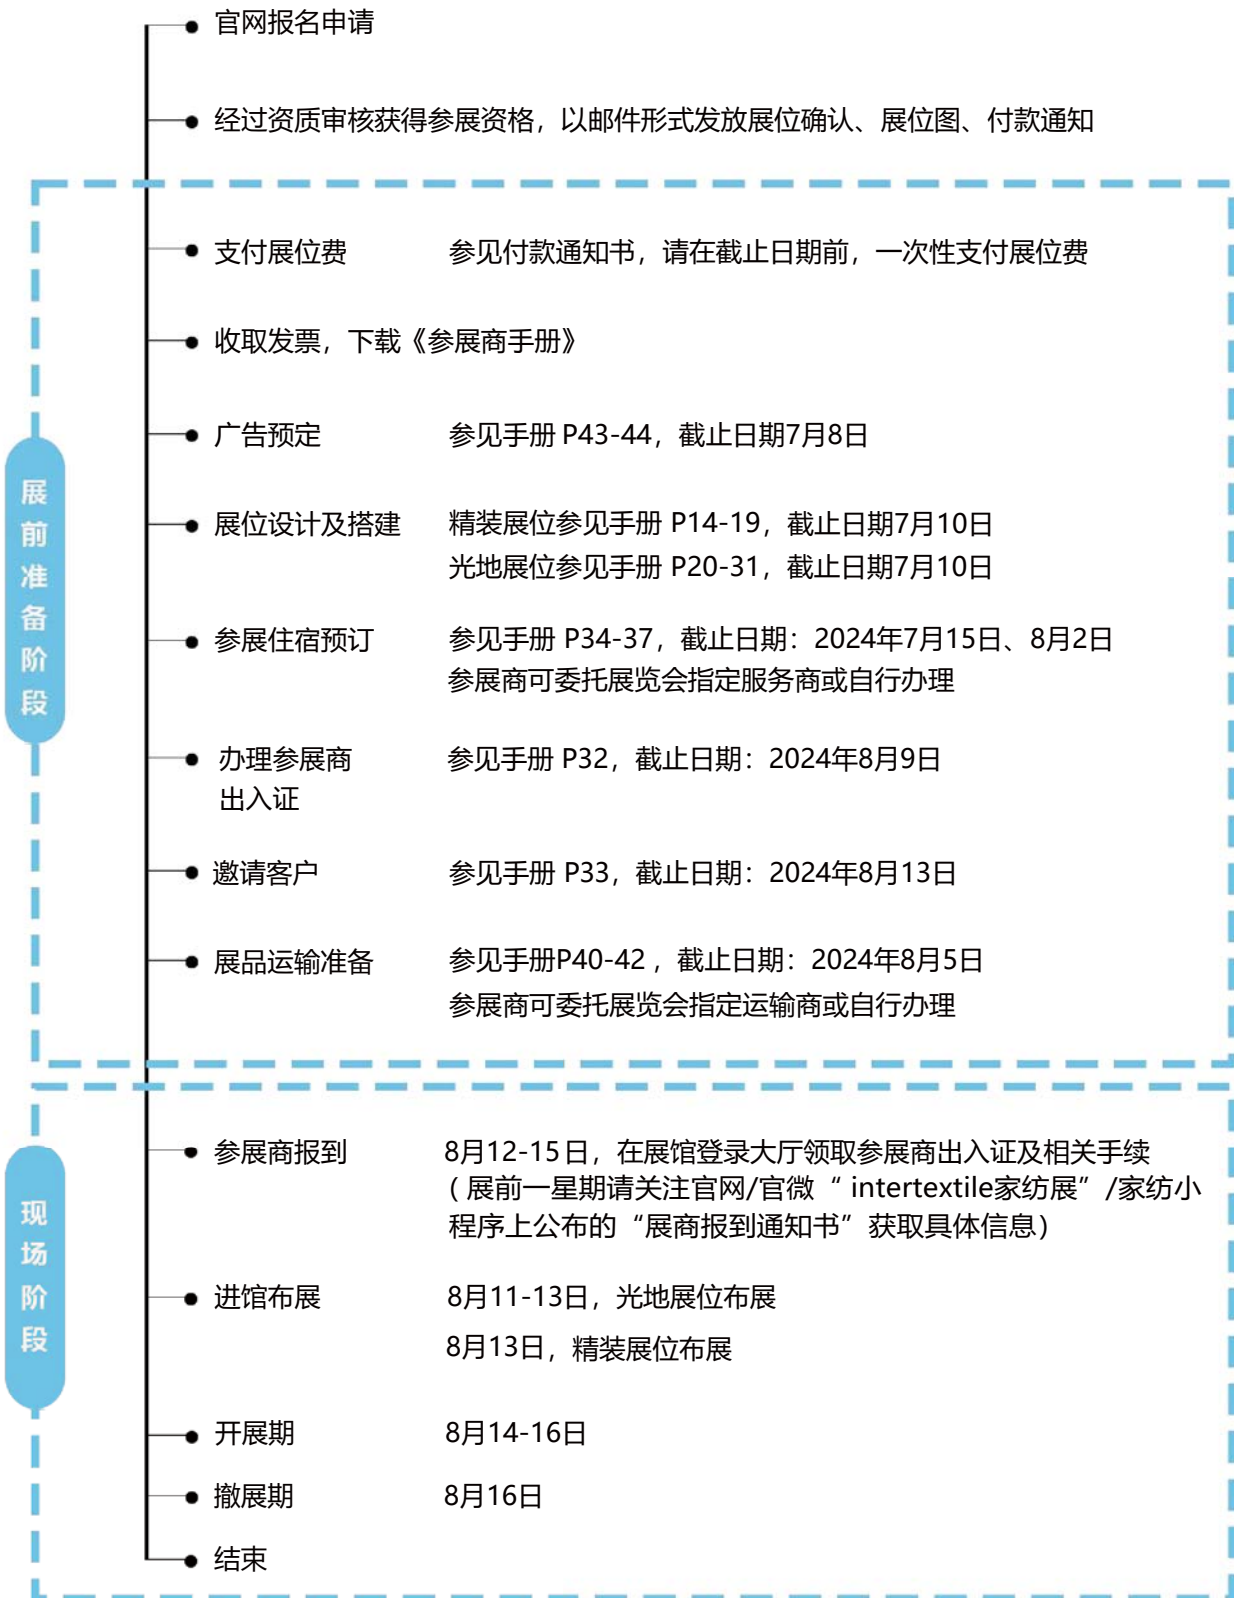 官网报名申请
经过资质审核获得参展资格，以邮件形式发放展位确认、展位图、付款通知
支付展位费 参见付款通知书，请在截止日期前，一次性支付展位费
收取发票，下载《参展商手册》
广告预定 参见手册 P43-44，截止日期7月8日
展位设计及搭建 精装展位参见手册 P14-19，截止日期7月10日
光地展位参见手册 P20-31，截止日期7月10日
参展住宿预订 参见手册 P34-37，截止日期：2024年7月15日、8月2日
参展商可委托展览会指定服务商或自行办理
办理参展商 参见手册 P32，截止日期：2024年8月9日
出入证
邀请客户 参见手册 P33，截止日期：2024年8月13日
展品运输准备 参见手册P40-42 ，截止日期：2024年8月5日
参展商可委托展览会指定运输商或自行办理
展前准备阶段
参展商报到 8月12-15日，在展馆登录大厅领取参展商出入证及相关手续
( 展前一星期请关注官网/官微“ intertextile家纺展”/家纺小
程序上公布的“展商报到通知书”获取具体信息)
进馆布展 8月11-13日，光地展位布展
8月13日，精装展位布展
开展期 8月14-16日
撤展期 8月16日
结束
现场阶段